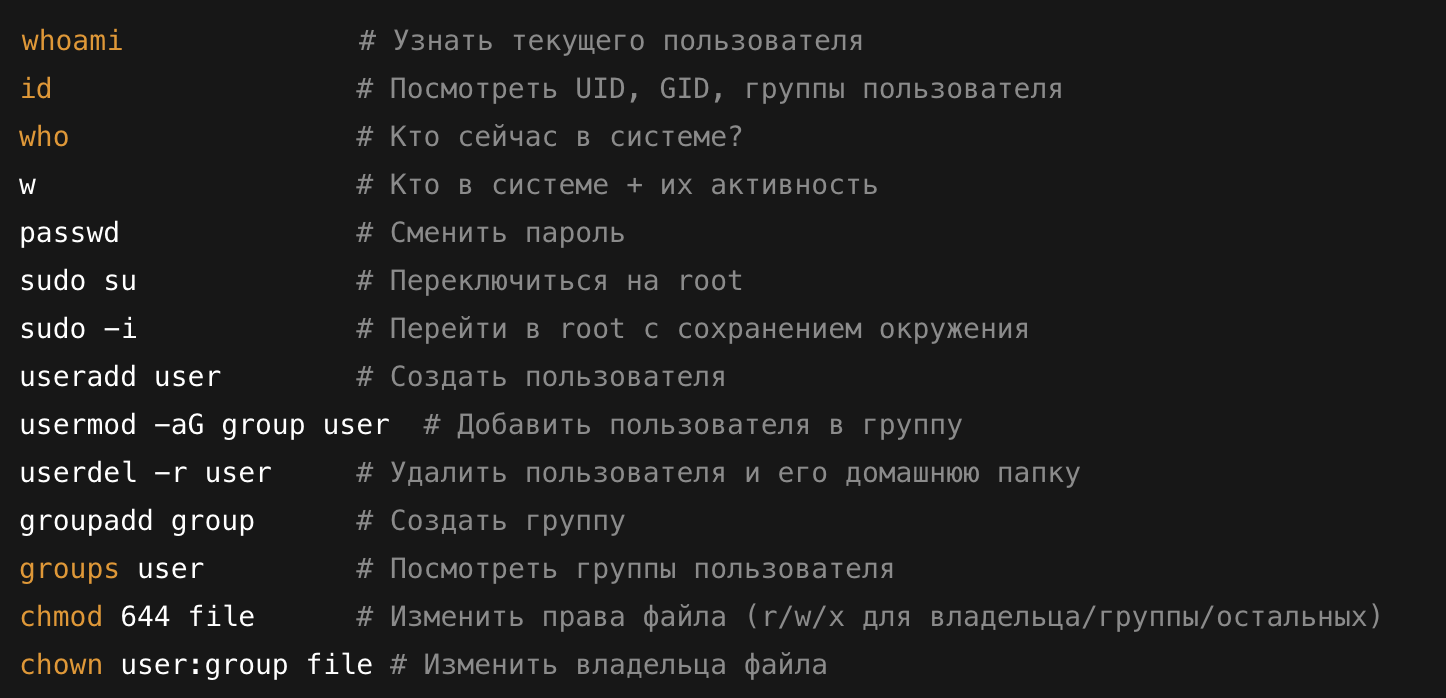 whoami # Узнать текущего пользователя
id # Посмотреть UID, GID, группы пользователя
who # Кто сейчас в системе?
w # Кто в системе + их активность
passwd # Сменить пароль
sudo su # Переключиться на root
sudo -i # Перейти в root с сохранением окружения
useradd user # Создать пользователя
usermod -aG group user # Добавить пользователя в группу
userdel -r user # Удалить пользователя и его домашнюю папку
groupadd group # Создать группу
groups user # Посмотреть группы пользователя
chmod 644 file # Изменить права файла (r/w/x для владельца/группы/остальных)
chown user:group file # Изменить владельца файла